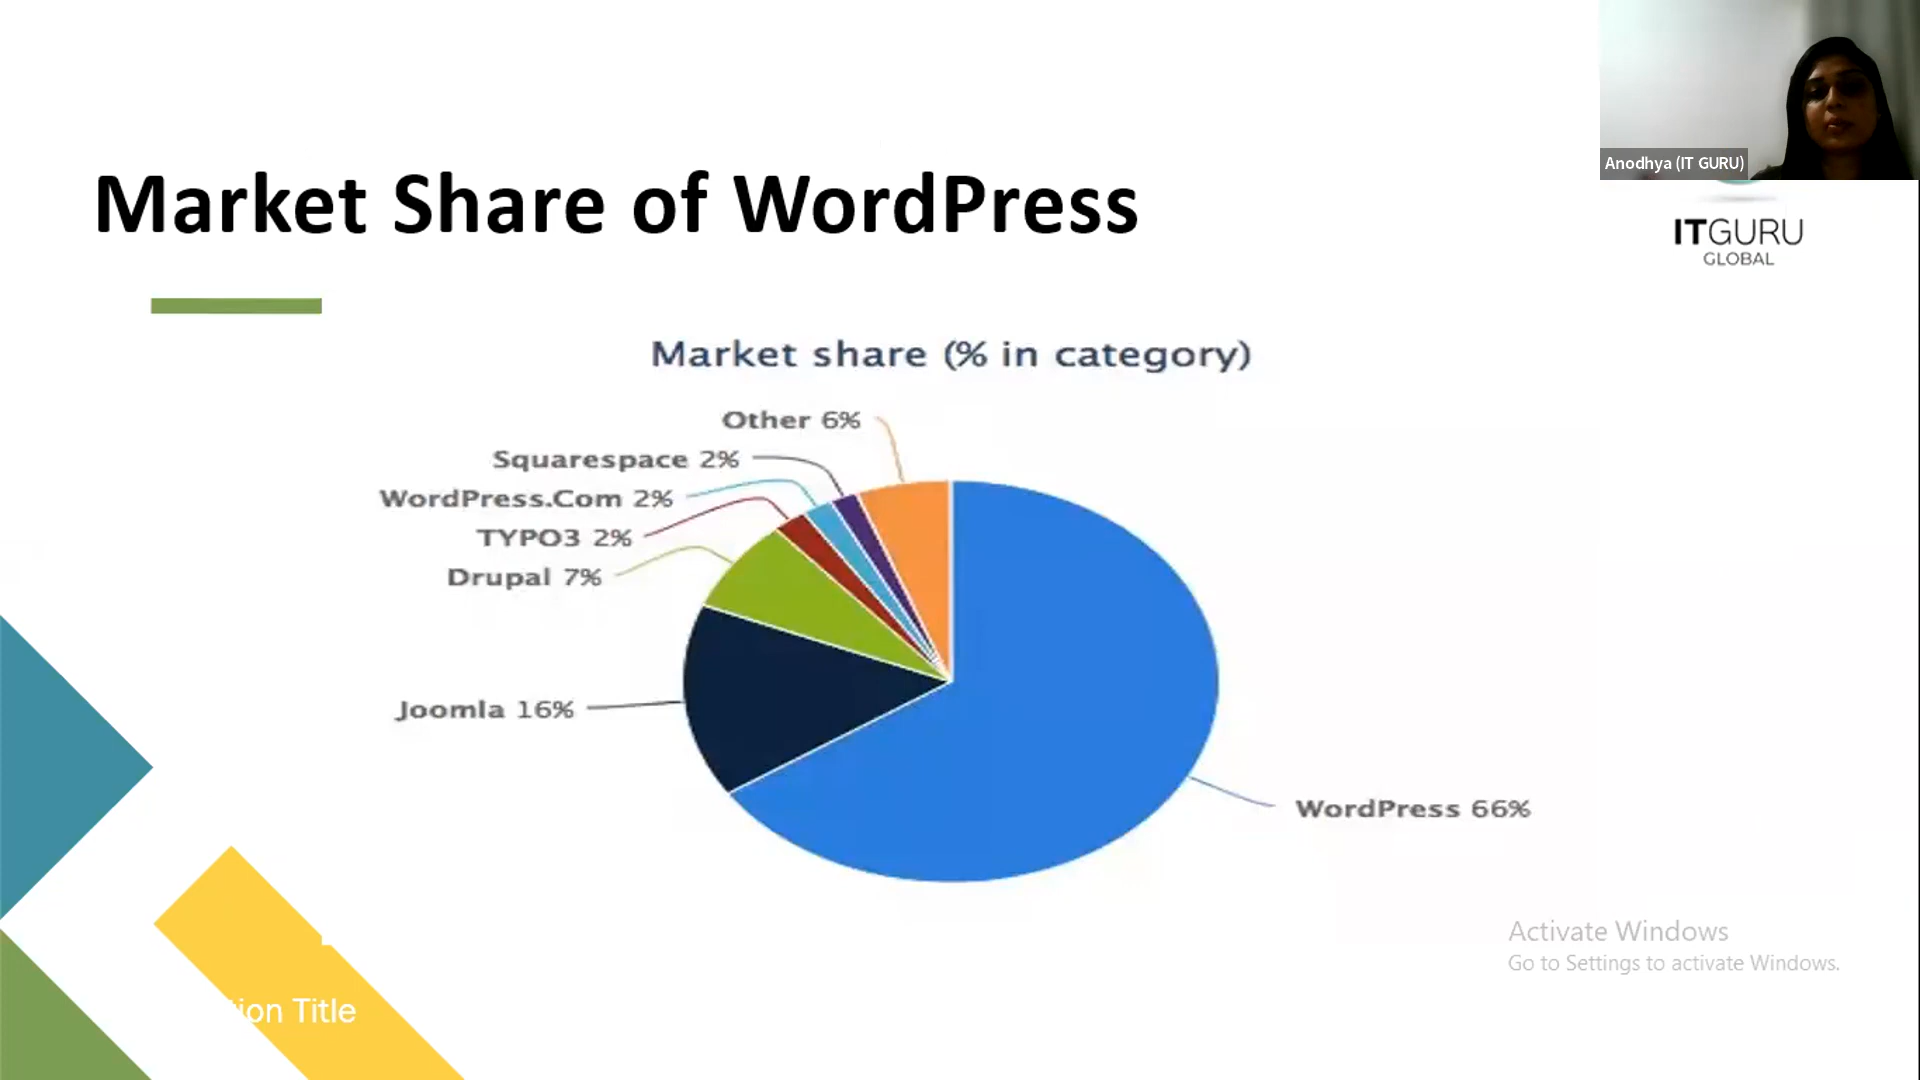 Anodhya (IT GURU)
Market Share of WordPress
ITGURU
GLOBAL
Market share (% in category)
Other 6%
Squarespace 2%
WordPress.Com 2%
TYPO3 2%
Drupal 7%
Joomla 16%
WordPress 66%
Activate Windows
Go to Settings to activate Windows.
ion Title